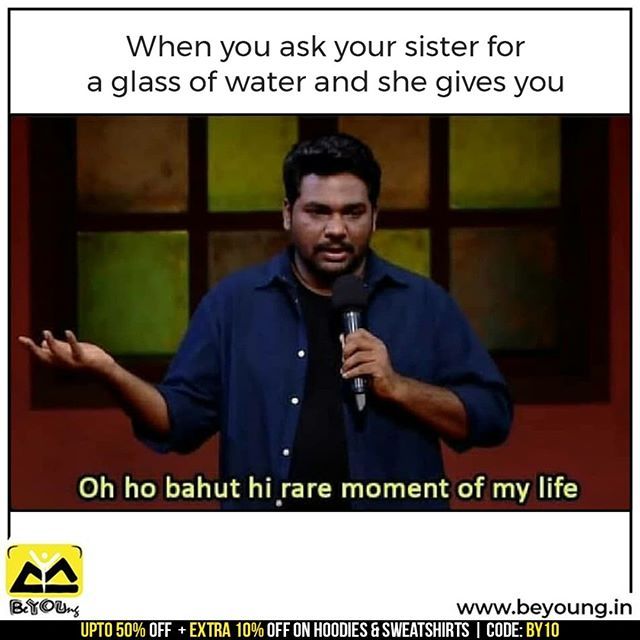 When you ask your sister for
a glass of water and she gives you
Oh ho bahut hi rare moment of my life
BeYOUng
www.beyoung.in
UPTO 50% OFF + EXTRA 10% OFF ON HOODIES & SWEATSHIRTS | CODE: BY10